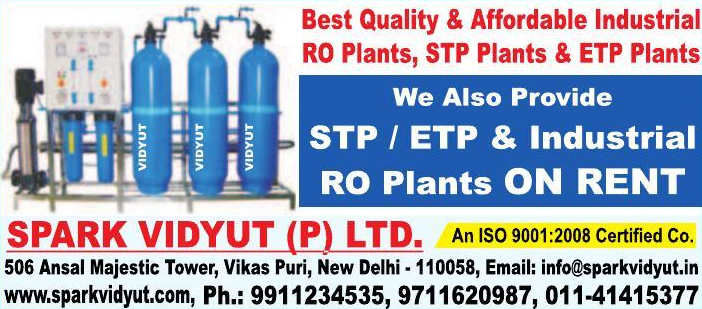 Best Quality & Affordable Industrial
RO Plants, STP Plants & ETP Plants
We Also Provide
STP / ETP & Industrial
RO Plants ON RENT
VIDYUT
VIDYUT
VIDYUT
SPARK VIDYUT (P) LTD.
An ISO 9001:2008 Certified Co.
506 Ansal Majestic Tower, Vikas Puri, New Delhi - 110058, Email: info@sparkvidyut.in
www.sparkvidyut.com, Ph.: 9911234535, 9711620987, 011-41415377